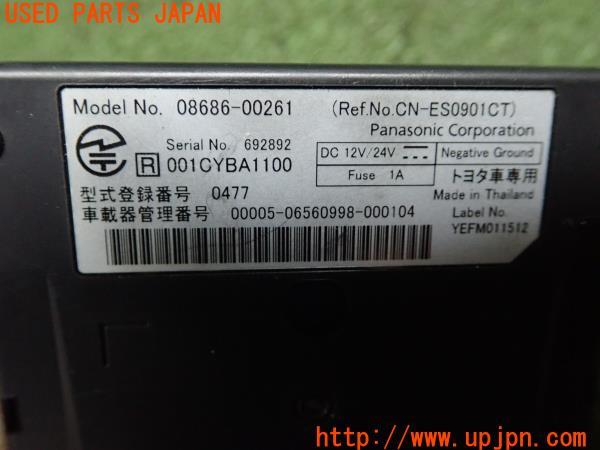 USED PARTS JAPAN
Model No. 08686-00261 (Ref.No.CN-ES0901CT)
Panasonic Corporation
Serial No. 692892
R 001CYBA1100
DC 12V/24V Negative Ground
Fuse 1A
トヨタ車専用
型式登録番号 0477
Made in Thailand
車載器管理番号 00005-06560998-000104
Label No.
YEFM011512
http://www.upjpn.com